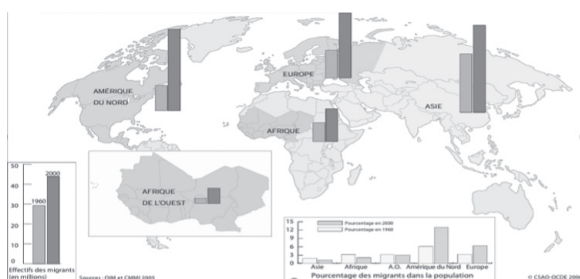 AMÉRIQUE
DU NORD
EUROPE
ASIE
AFRIQUE
AFRIQUE
DE L'OUEST
50
40
30
20
10
0
1960
2000
Effectifs des migrants
(en millions)
Sources : OIM et CMMI 2005
15
12
9
6
3
0
Pourcentage en 2000
Pourcentage en 1960
Asie Afrique A.O. Amérique du Nord Europe
Pourcentage des migrants dans la population
© CSAO-OCDE 200